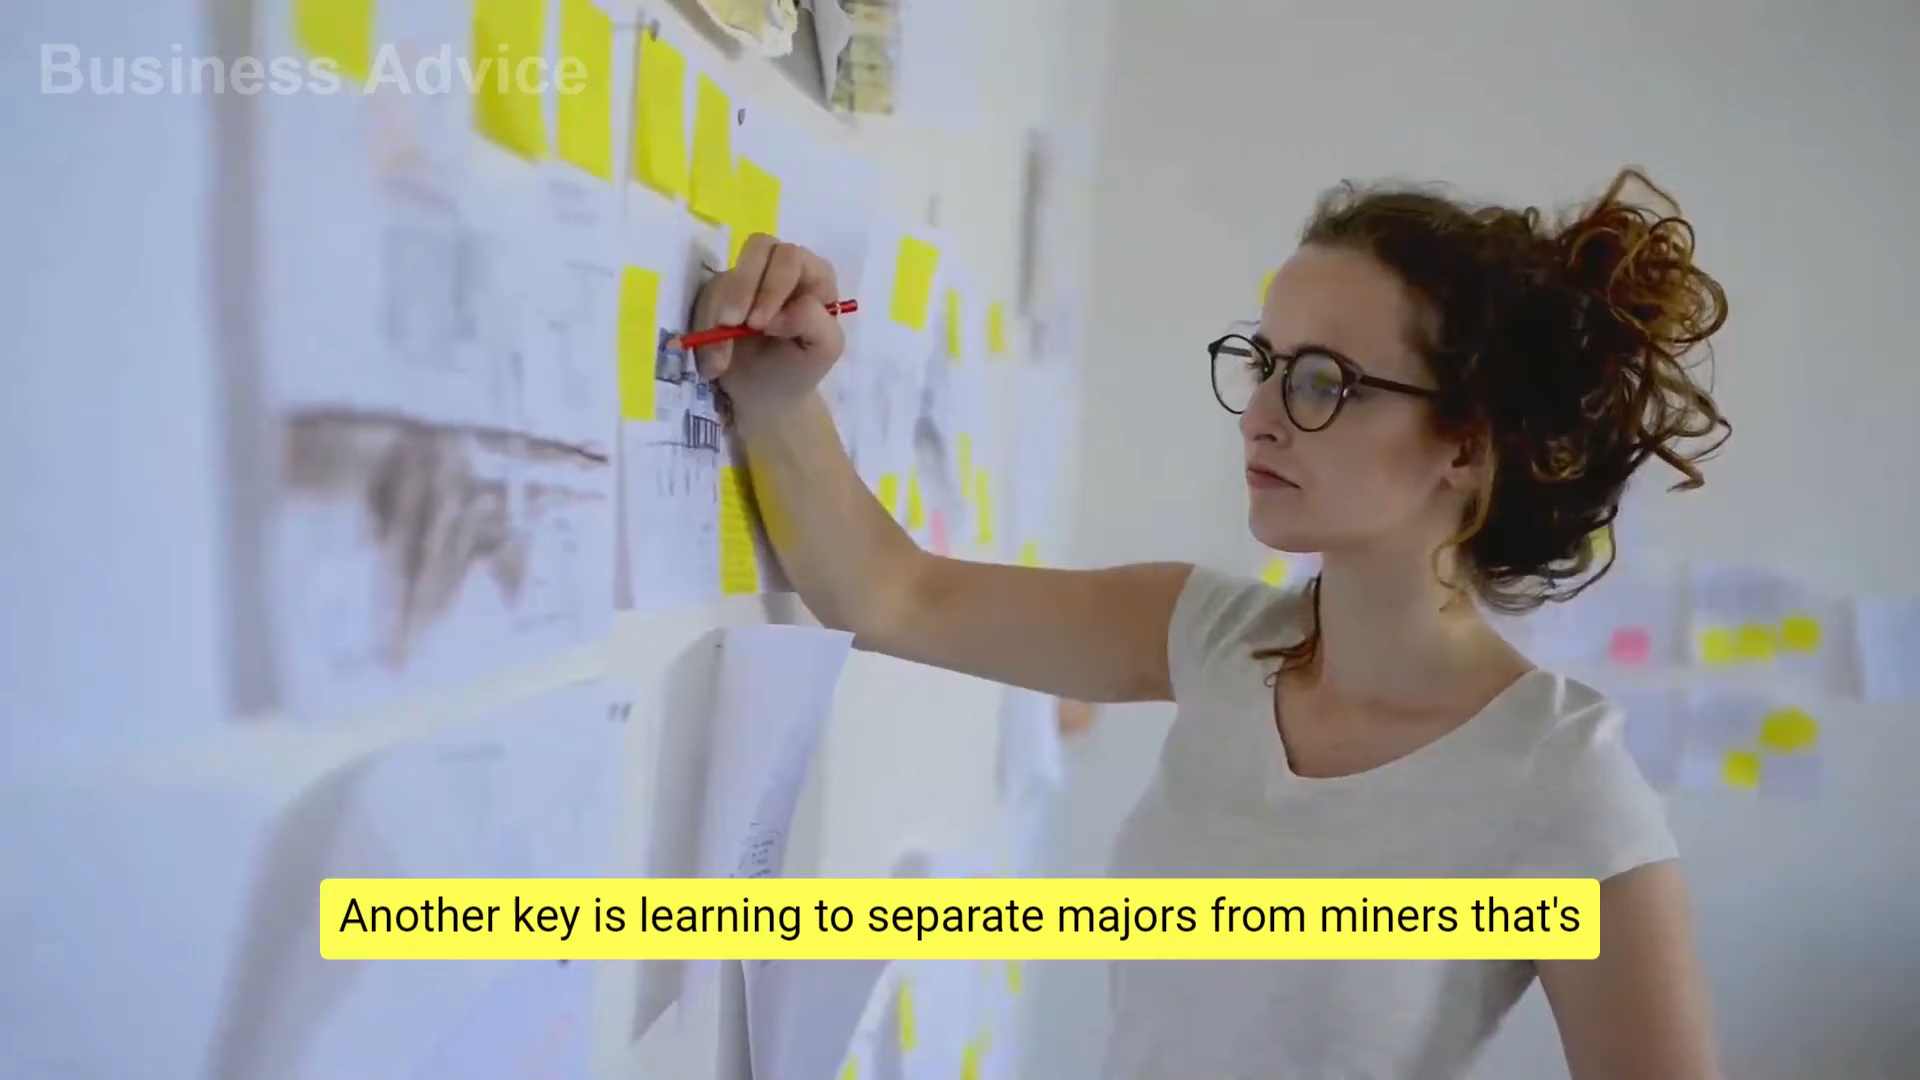 Business Advice
Another key is learning to separate majors from miners that's